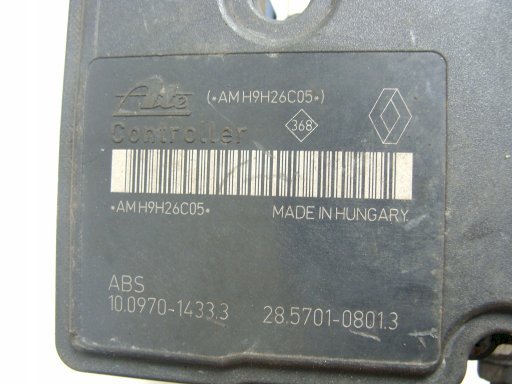 Ate (*AMH9H26C05*)
Controller 368
*AMH9H26C05* MADE IN HUNGARY
ABS
10.0970-1433.3 28.5701-0801.3